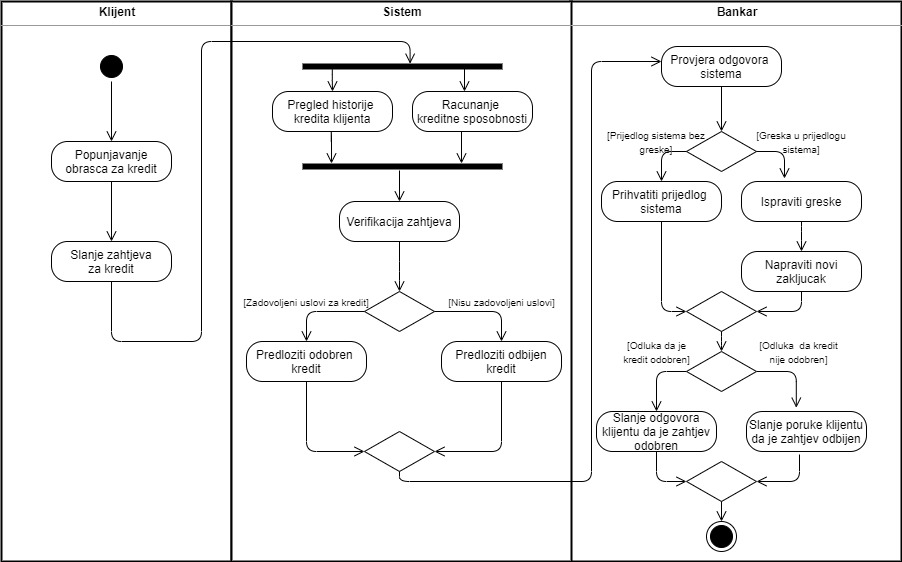 Klijent
Sistem
Bankar
Popunjavanje
obrasca za kredit
Slanje zahtjeva
za kredit
Pregled historije
kredita klijenta
Racunanje
kreditne sposobnosti
Verifikacija zahtjeva
[Zadovoljeni uslovi za kredit]
[Nisu zadovoljeni uslovi]
Predloziti odobren
kredit
Predloziti odbijen
kredit
Provjera odgovora
sistema
[Prijedlog sistema bez
greske]
[Greska u prijedlogu
sistema]
Prihvatiti prijedlog
sistema
Ispraviti greske
Napraviti novi
zakljucak
[Odluka da je
kredit odobren]
[Odluka  da kredit
nije odobren]
Slanje odgovora
klijentu da je zahtjev
odobren
Slanje poruke klijentu
da je zahtjev odbijen